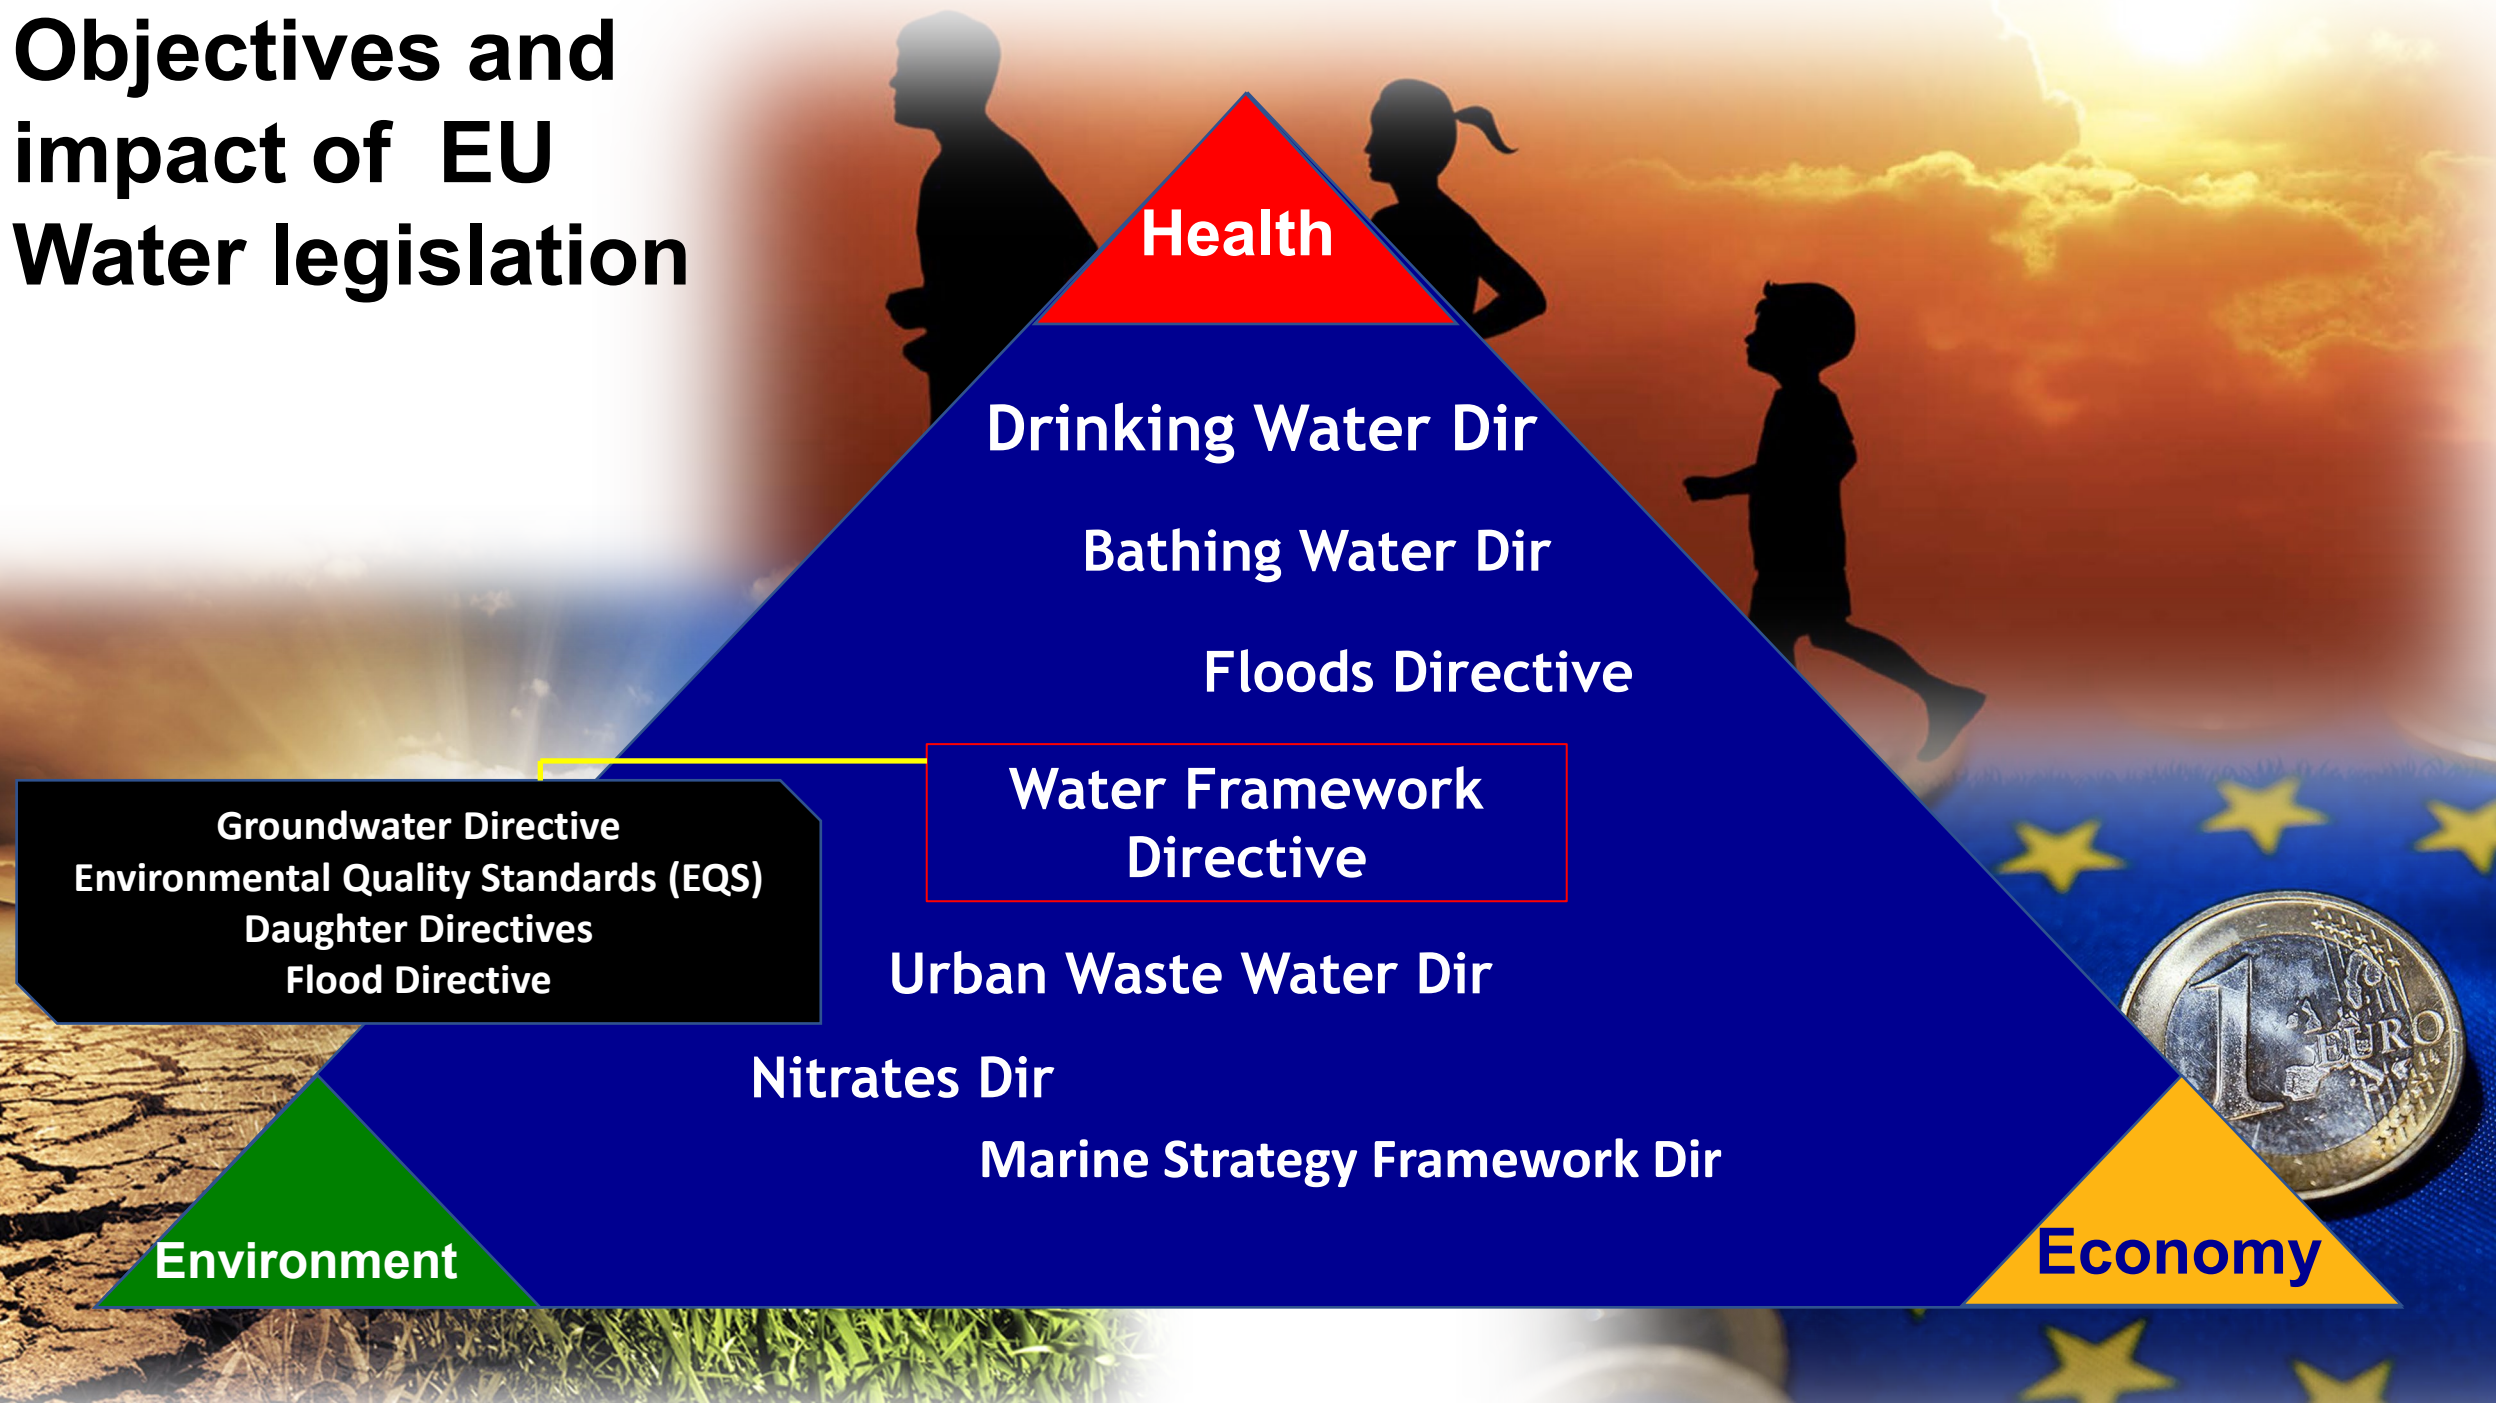 Objectives and
impact of EU
Water legislation
Health
Drinking Water Dir
Bathing Water Dir
Floods Directive
Water Framework
Directive
Groundwater Directive
Environmental Quality Standards (EQS)
Daughter Directives
Flood Directive
Urban Waste Water Dir
Nitrates Dir
Marine Strategy Framework Dir
Environment
Economy
1
EURO